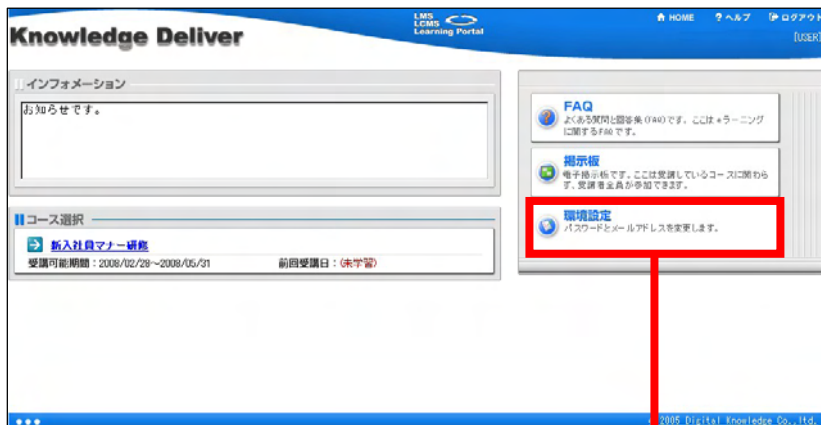 Knowledge Deliver
LMS
LCMS
Learning Portal
HOME ?ヘルプ ログアウト
[USER]
インフォメーション
お知らせです。
FAQ
よくある質問と回答集(FAQ)です。ここは eラーニング
に関するFAQ です。
掲示板
電子掲示板です。ここは受講しているコースに関わら
ず、受講者全員が参加できます。
環境設定
パスワードとメールアドレスを変更します。
コース選択
新入社員マナー研修
受講可能期間:2008/02/28~2008/05/31 前回受講日:(未学習)
2005 Digital Knowledge Co.,ltd.